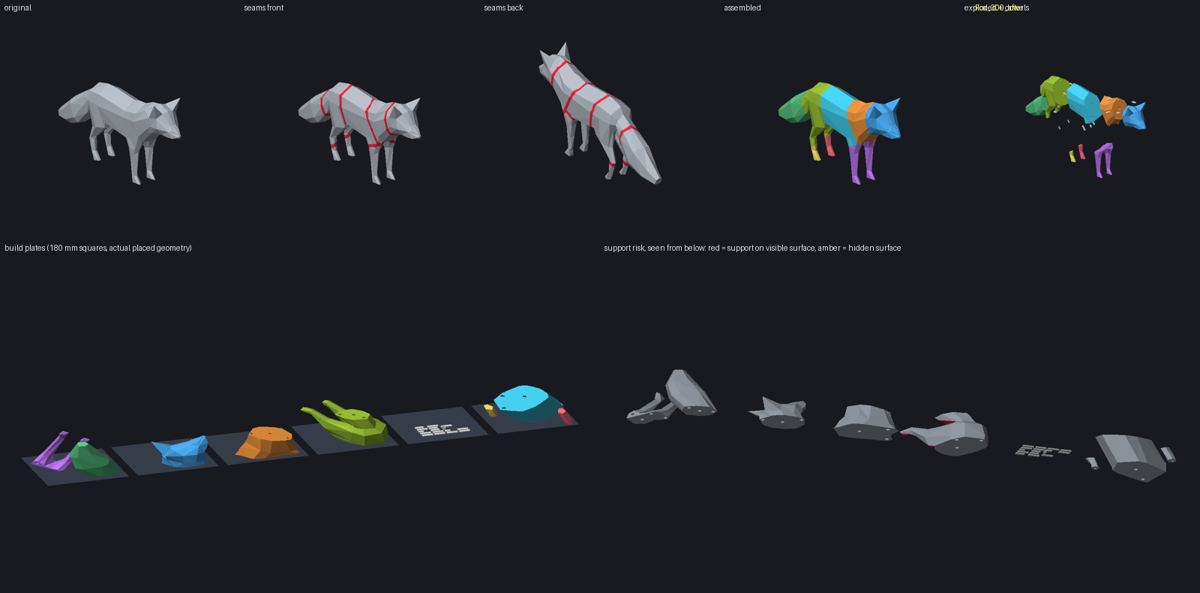 original
seams front
seams back
assembled
build plates (180 mm squares, actual placed geometry)
support risk, seen from below: red = support on visible surface, amber = hidden surface